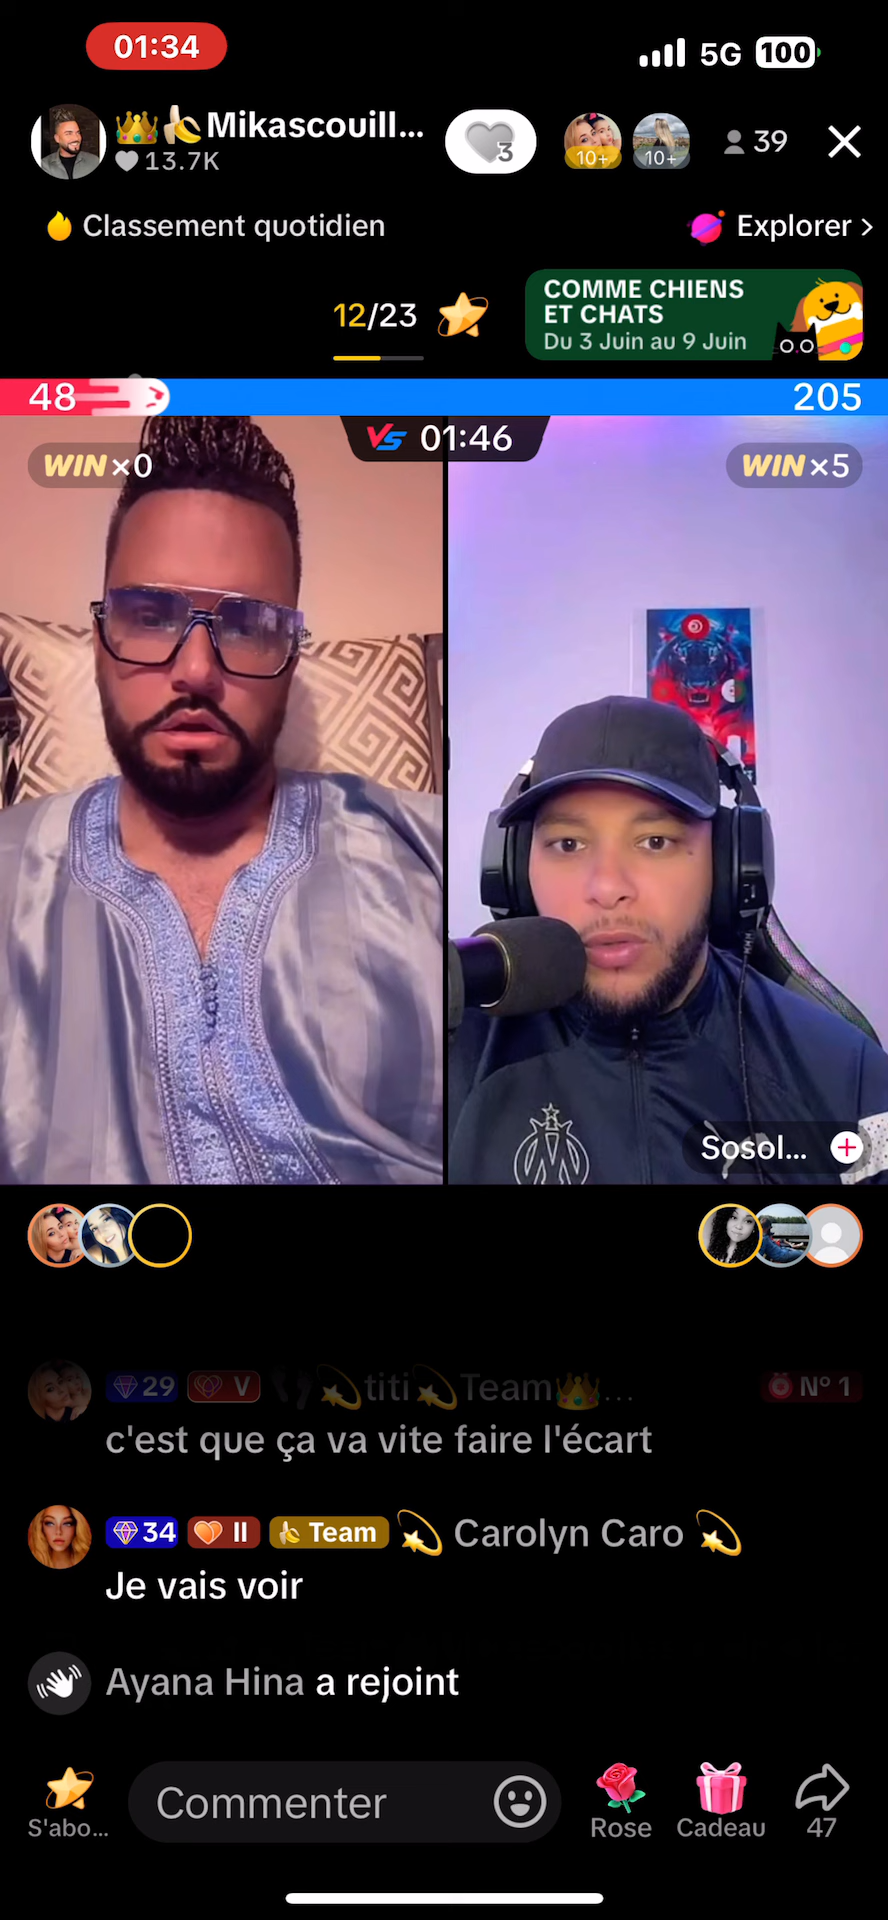 01:34
5G 100
👑🍌Mikascouill...
13.7K
3
10+
10+
39
Classement quotidien
Explorer >
12/23
COMME CHIENS
ET CHATS
Du 3 Juin au 9 Juin
48
205
VS 01:46
WIN x0
WIN x5
Sosol...
29 V 👣💫titi💫Team👑...
N° 1
c'est que ça va vite faire l'écart
34 II Team 💫 Carolyn Caro 💫
Je vais voir
Ayana Hina a rejoint
S'abo...
Commenter
Rose
Cadeau
47